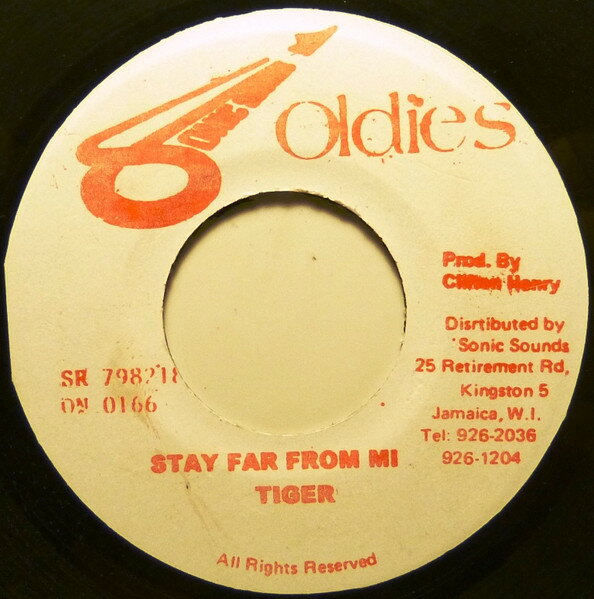 Oldies
Prod. By
Clifton Henry
Disrtibuted by
Sonic Sounds
25 Retirement Rd,
Kingston 5
Jamaica, W.I.
Tel: 926-2036
926-1204
SR 798218
ON 0166
STAY FAR FROM MI
TIGER
All Rights Reserved